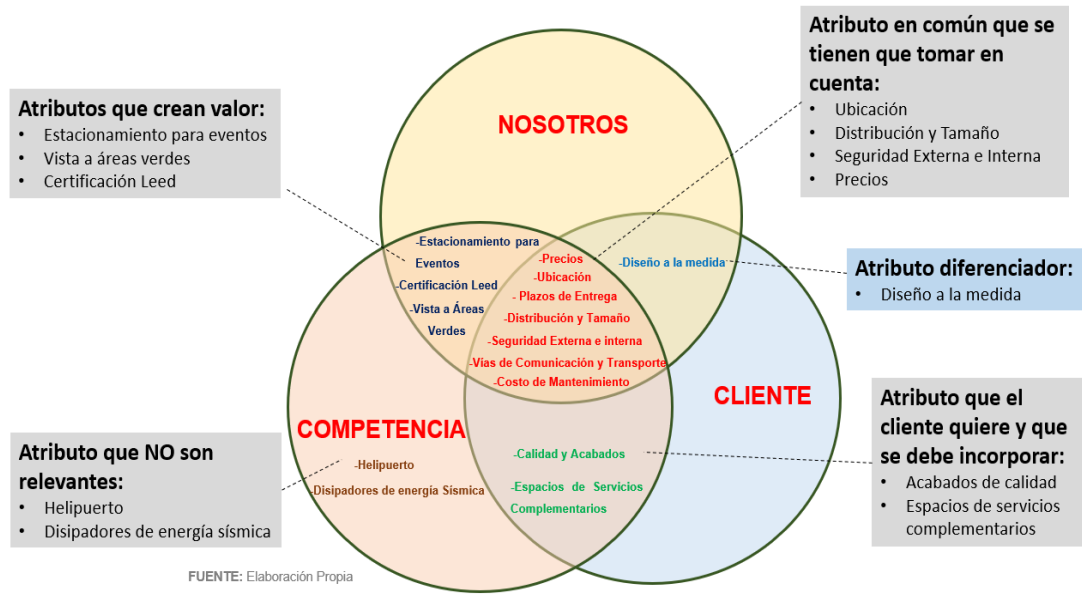 Atributo en común que se
tienen que tomar en
cuenta:
• Ubicación
• Distribución y Tamaño
• Seguridad Externa e Interna
• Precios
Atributos que crean valor:
• Estacionamiento para eventos
• Vista a áreas verdes
• Certificación Leed
NOSOTROS
-Estacionamiento para
Eventos
-Certificación Leed
-Vista a Áreas
Verdes
-Precios
-Ubicación
- Plazos de Entrega
-Distribución y Tamaño
-Seguridad Externa e interna
-Vías de Comunicación y Transporte
-Costo de Mantenimiento
-Diseño a la medida
Atributo diferenciador:
• Diseño a la medida
CLIENTE
COMPETENCIA
-Helipuerto
-Disipadores de energía Sísmica
-Calidad y Acabados
-Espacios de Servicios
Complementarios
Atributo que el
cliente quiere y que
se debe incorporar:
• Acabados de calidad
• Espacios de servicios
complementarios
Atributo que NO son
relevantes:
• Helipuerto
• Disipadores de energía sísmica
FUENTE: Elaboración Propia